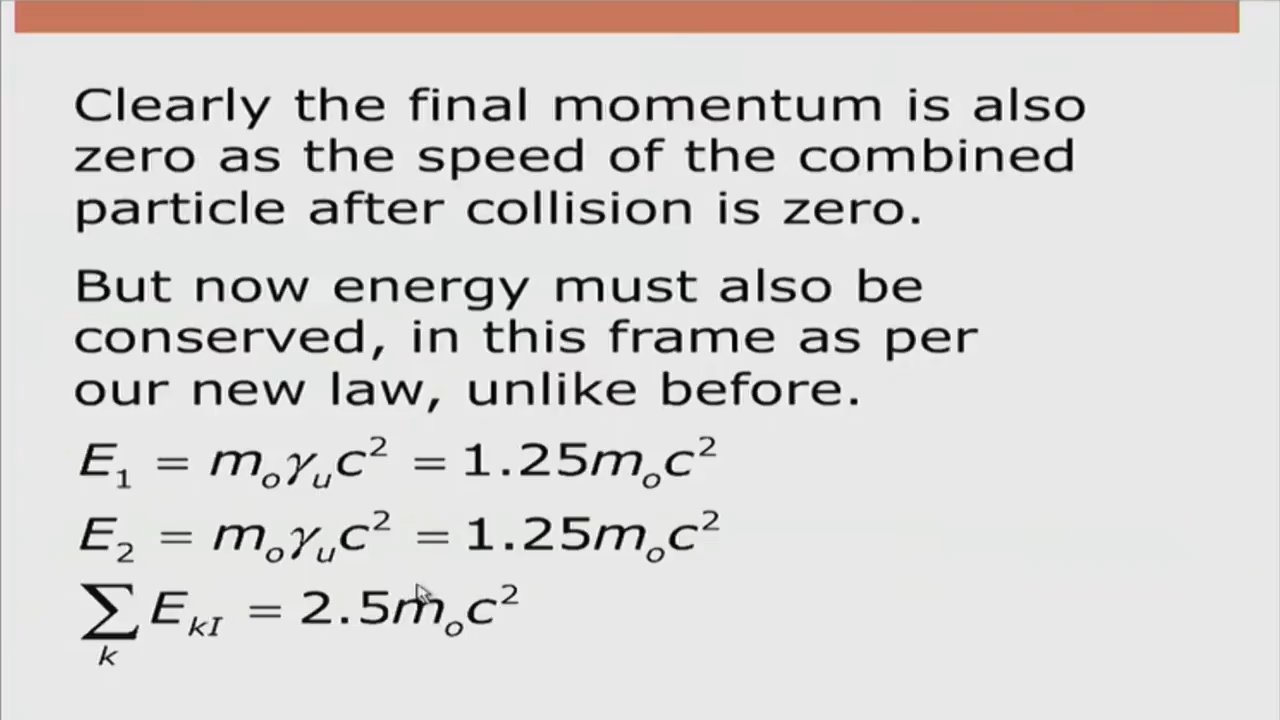 Clearly the final momentum is also
zero as the speed of the combined
particle after collision is zero.
But now energy must also be
conserved, in this frame as per
our new law, unlike before.
E₁ = mₒγᵤc² = 1.25mₒc²
E₂ = mₒγᵤc² = 1.25mₒc²
∑ₖ E_{kI} = 2.5mₒc²